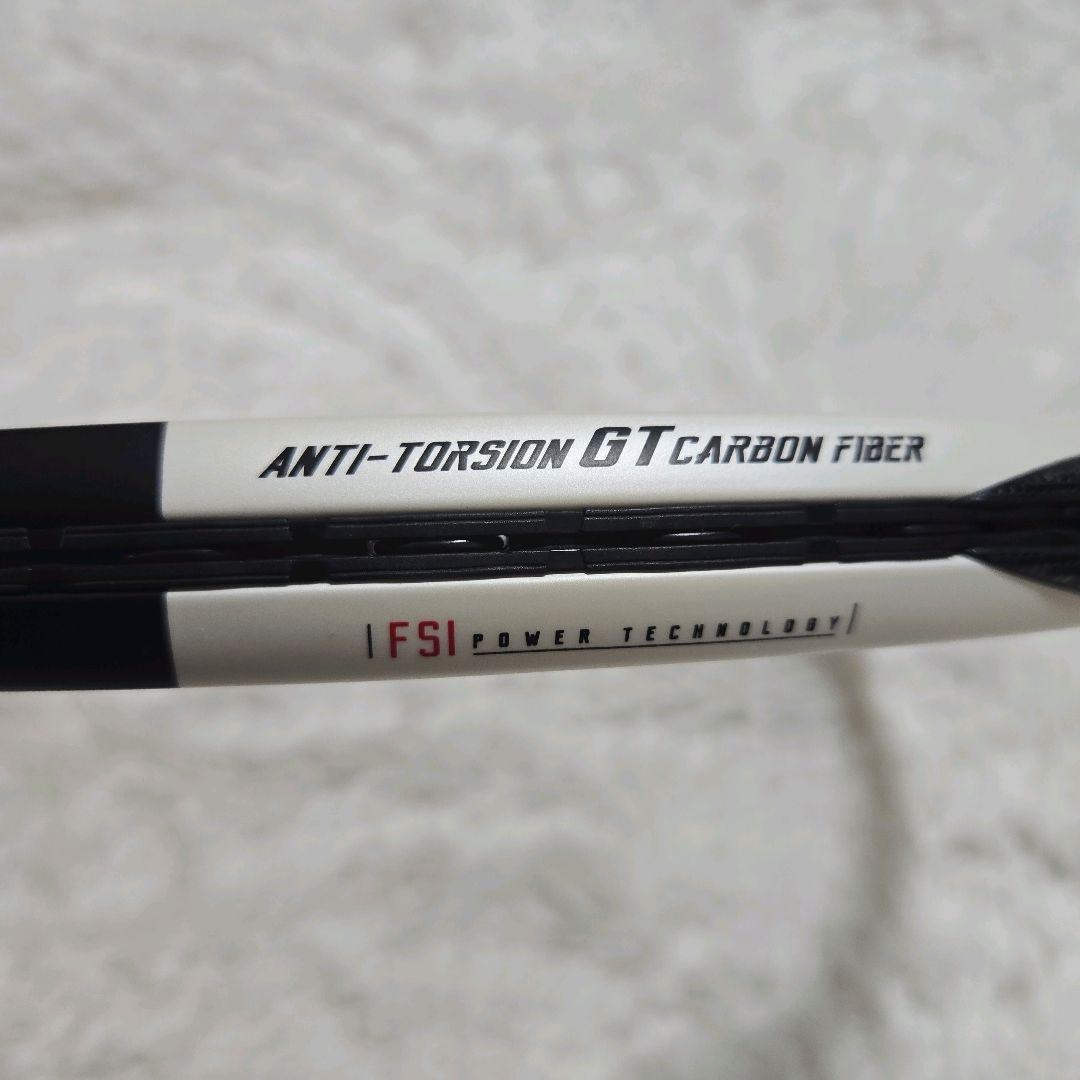 ANTI-TORSION GT CARBON FIBER
FSI POWER TECHNOLOGY